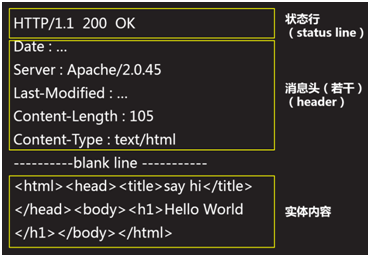 HTTP/1.1 200 OK
状态行
（status line）
Date : ...
Server : Apache/2.0.45
Last-Modified : ...
Content-Length : 105
Content-Type : text/html
消息头（若干）
（header）
----------blank line -----------
<html><head><title>say hi</title>
</head><body><h1>Hello World
</h1></body></html>
实体内容